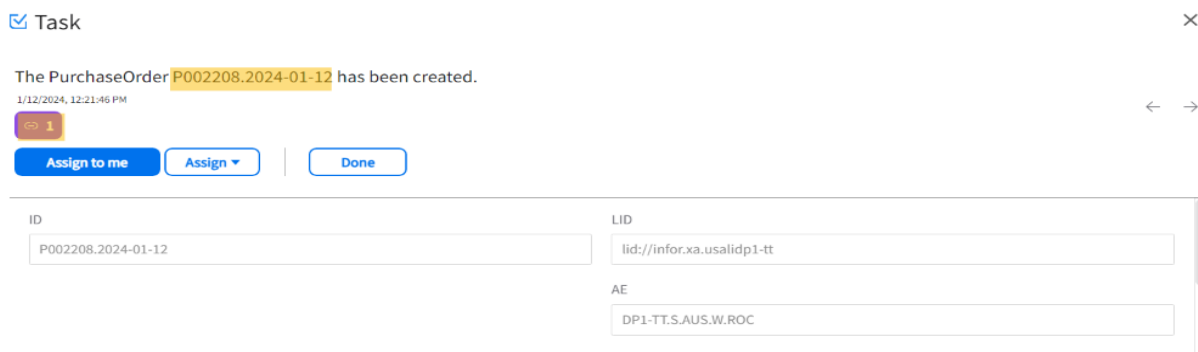 Task
The PurchaseOrder P002208.2024-01-12 has been created.
1/12/2024, 12:21:46 PM
1
Assign to me Assign Done
ID LID
P002208.2024-01-12 lid://infor.xa.usalidp1-tt
AE
DP1-TT.S.AUS.W.ROC